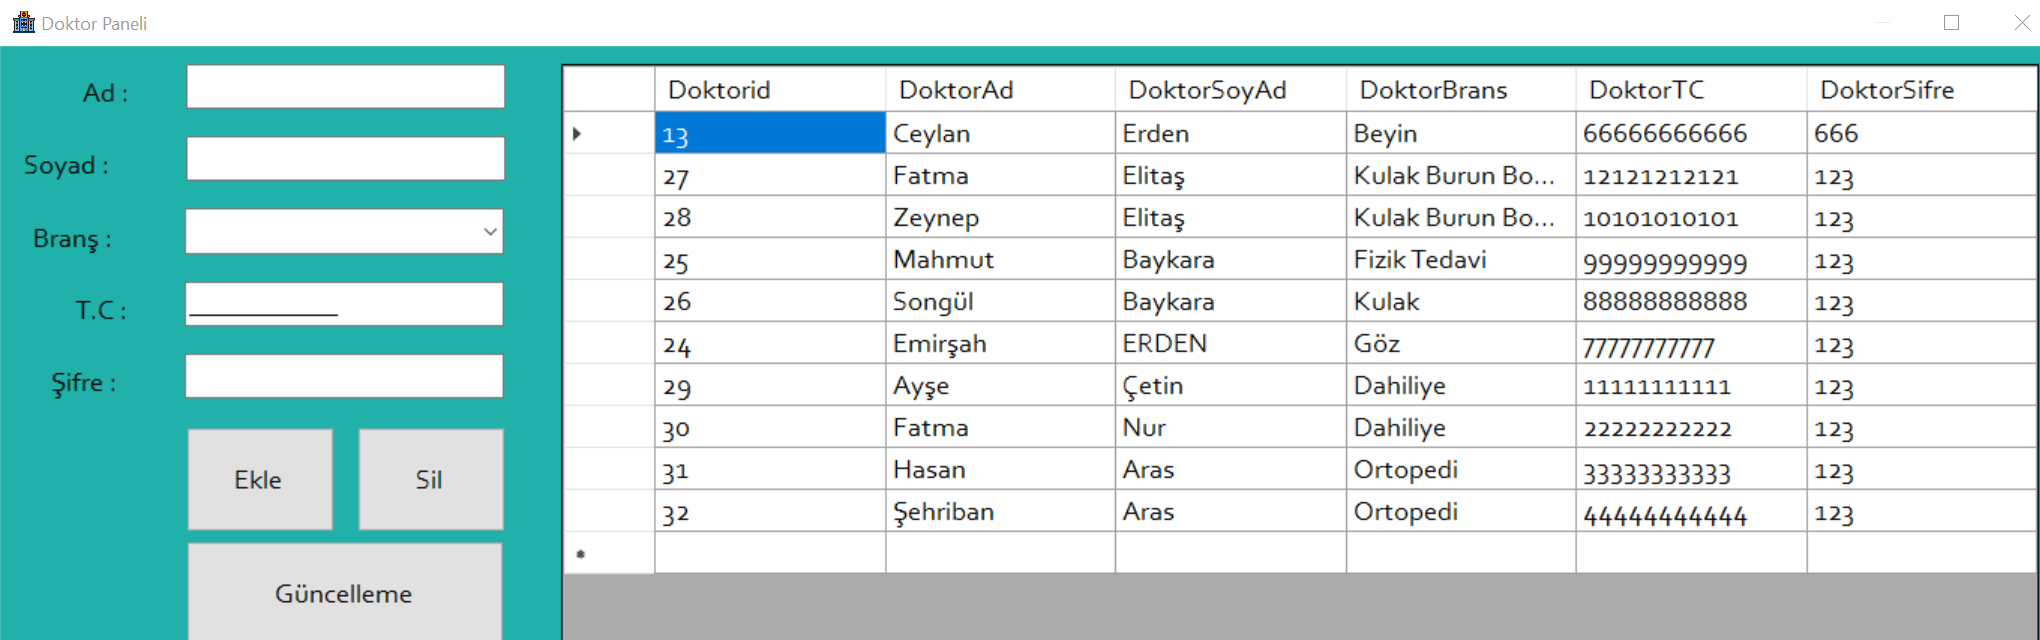 Doktor Paneli
Ad :
Soyad :
Branş :
T.C :
Şifre :
Ekle Sil
Güncelleme
Doktorid DoktorAd DoktorSoyAd DoktorBrans DoktorTC DoktorSifre
13 Ceylan Erden Beyin 66666666666 666
27 Fatma Elitaş Kulak Burun Bo... 12121212121 123
28 Zeynep Elitaş Kulak Burun Bo... 10101010101 123
25 Mahmut Baykara Fizik Tedavi 99999999999 123
26 Songül Baykara Kulak 88888888888 123
24 Emirşah ERDEN Göz 77777777777 123
29 Ayşe Çetin Dahiliye 11111111111 123
30 Fatma Nur Dahiliye 22222222222 123
31 Hasan Aras Ortopedi 33333333333 123
32 Şehriban Aras Ortopedi 44444444444 123